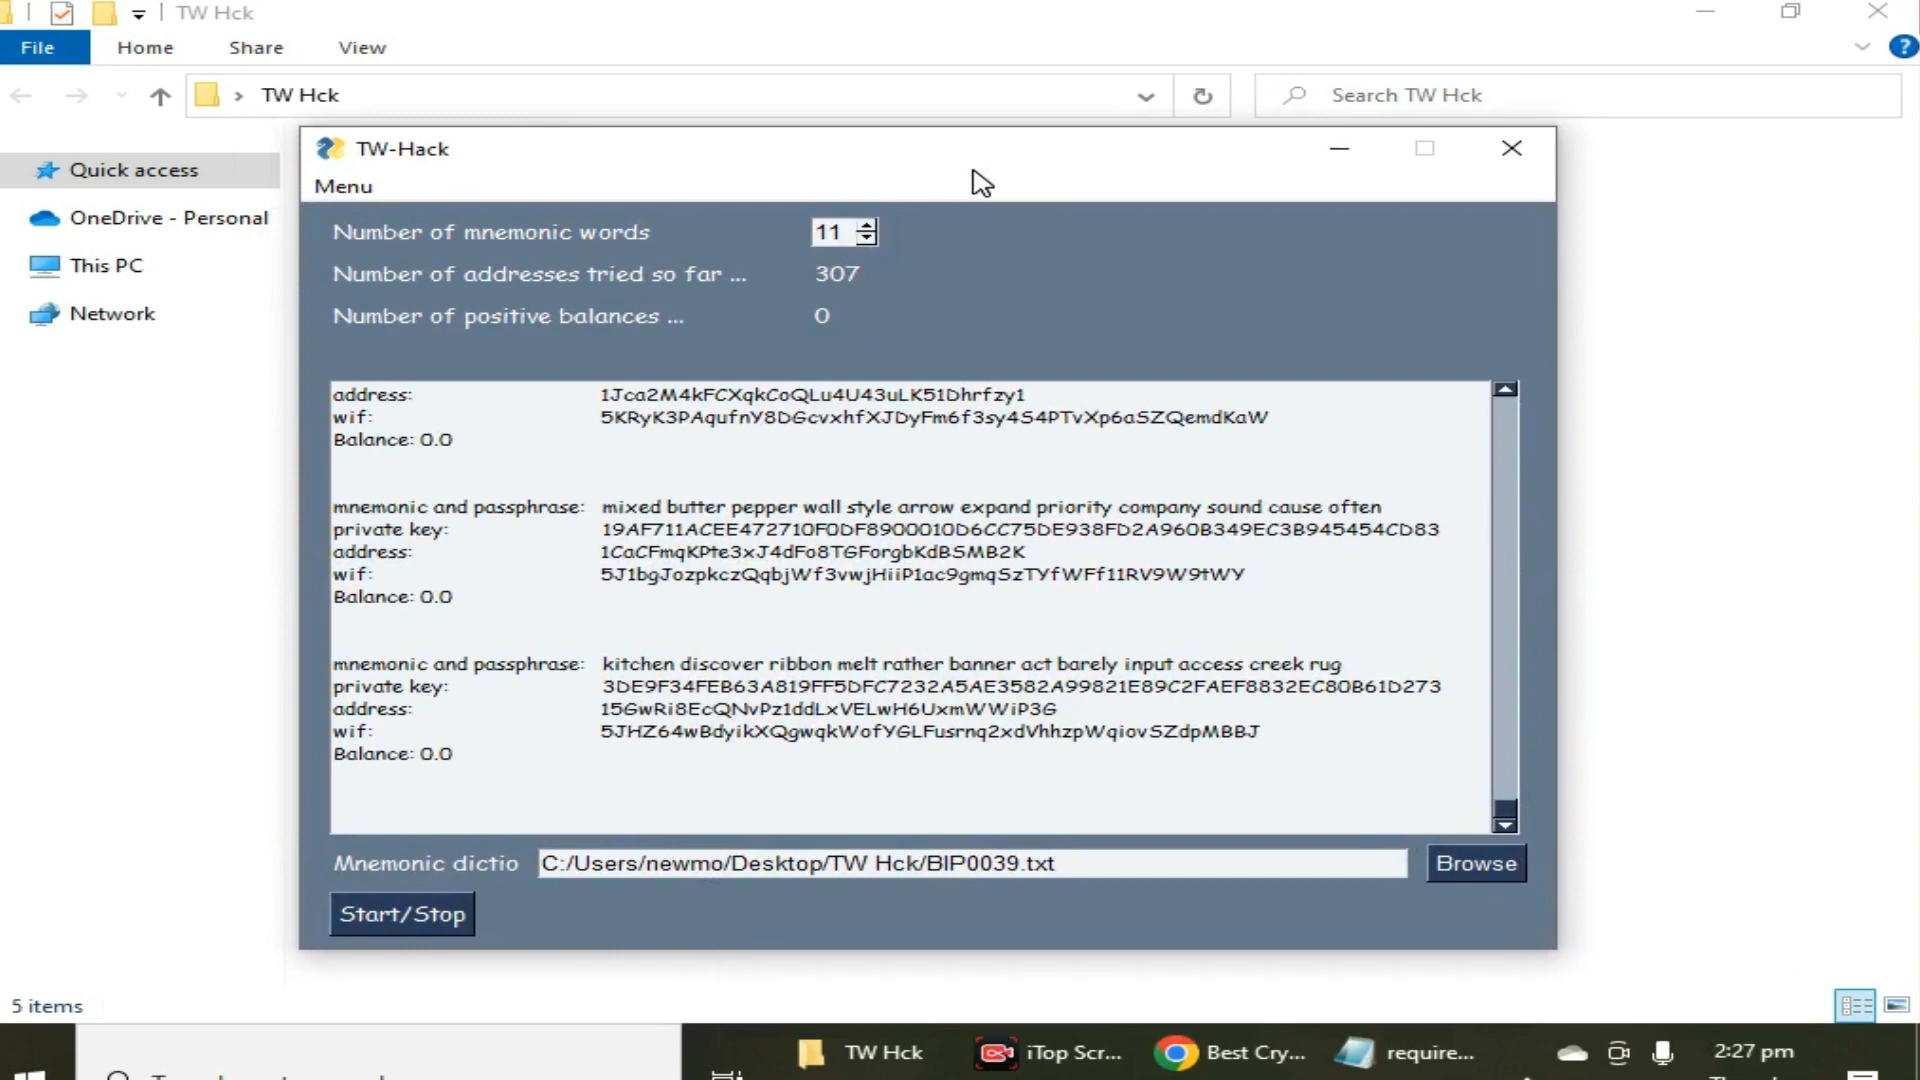 TW Hck
File Home Share View
TW Hck
Search TW Hck
TW-Hack
Menu
Quick access
OneDrive - Personal
This PC
Network
Number of mnemonic words 11
Number of addresses tried so far ... 307
Number of positive balances ... 0
address: 1Jca2M4kFCXqkCoQLu4U43uLK51Dhrfzy1
wif: 5KRyK3PAqufnY8DGcvxhfXJDyFm6f3sy4S4PTvXp6aSZQemdKaW
Balance: 0.0
mnemonic and passphrase: mixed butter pepper wall style arrow expand priority company sound cause often
private key: 19AF711ACEE472710F0DF8900010D6CC75DE938FD2A960B349EC3B945454CD83
address: 1CaCFmqKPte3xJ4dFo8TGForgbKdBSMB2K
wif: 5J1bgJozpkczQqbjWf3vwjHiiP1ac9gmqSzTYfWFf11RV9W9tWY
Balance: 0.0
mnemonic and passphrase: kitchen discover ribbon melt rather banner act barely input access creek rug
private key: 3DE9F34FEB63A819FF5DFC7232A5AE3582A99821E89C2FAEF8832EC80B61D273
address: 15GwRi8EcQNvPz1ddLxVELwH6UxmWWiP3G
wif: 5JHZ64wBdyikXQgwqkWofYGLFusrnq2xdVhhzpWqiovSZdpMBBJ
Balance: 0.0
Mnemonic dictio C:/Users/newmo/Desktop/TW Hck/BIP0039.txt Browse
Start/Stop
5 items
TW Hck iTop Scr... Best Cry... require... 2:27 pm